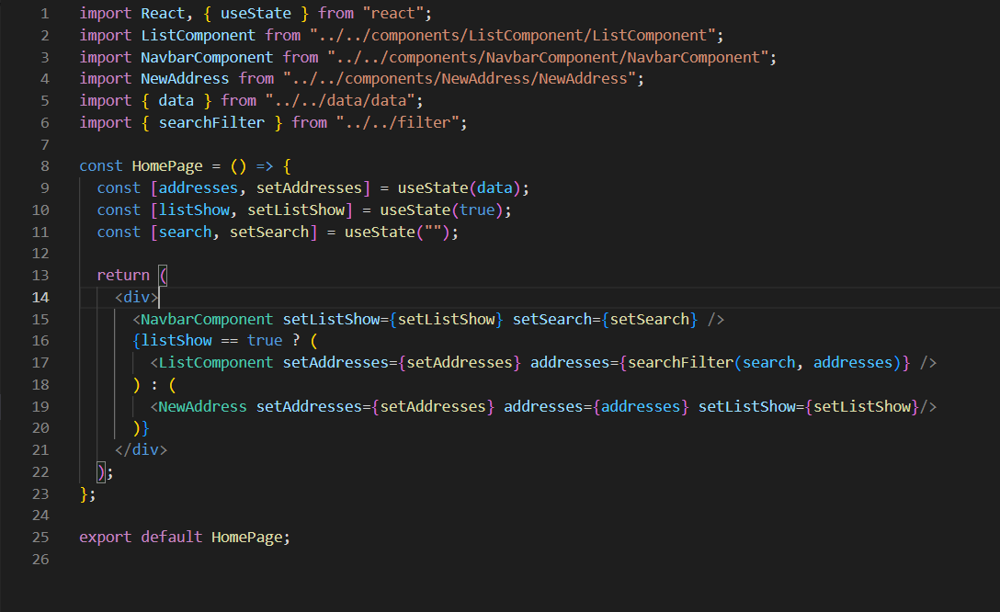 1 import React, { useState } from "react";
2 import ListComponent from "../../components/ListComponent/ListComponent";
3 import NavbarComponent from "../../components/NavbarComponent/NavbarComponent";
4 import NewAddress from "../../components/NewAddress/NewAddress";
5 import { data } from "../../data/data";
6 import { searchFilter } from "../../filter";
7
8 const HomePage = () => {
9   const [addresses, setAddresses] = useState(data);
10   const [listShow, setListShow] = useState(true);
11   const [search, setSearch] = useState("");
12
13   return (
14     <div>
15       <NavbarComponent setListShow={setListShow} setSearch={setSearch} />
16       {listShow == true ? (
17         <ListComponent setAddresses={setAddresses} addresses={searchFilter(search, addresses)} />
18       ) : (
19         <NewAddress setAddresses={setAddresses} addresses={addresses} setListShow={setListShow}/>
20       )}
21     </div>
22   );
23 };
24
25 export default HomePage;
26